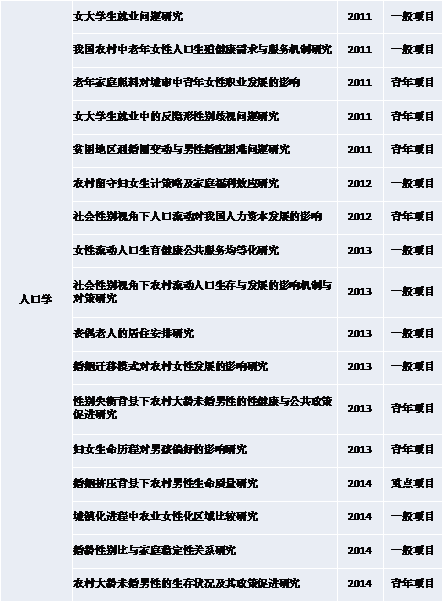 女大学生就业问题研究 2011 一般项目
我国农村中老年女性人口生殖健康需求与服务机制研究 2011 一般项目
老年家庭照料对城市中青年女性职业发展的影响 2011 青年项目
女大学生就业中的反隐形性别歧视问题研究 2011 青年项目
贫困地区通婚圈变动与男性婚配困难问题研究 2011 青年项目
农村留守妇女生计策略及家庭福利效应研究 2012 一般项目
社会性别视角下人口流动对我国人力资本发展的影响 2012 青年项目
女性流动人口生育健康公共服务均等化研究 2013 一般项目
人口学
社会性别视角下农村流动人口生存与发展的影响机制与
对策研究 2013 一般项目
丧偶老人的居住安排研究 2013 一般项目
婚姻迁移模式对农村女性发展的影响研究 2013 一般项目
性别失衡背景下农村大龄未婚男性的性健康与公共政策
促进研究 2013 青年项目
妇女生命历程对男孩偏好的影响研究 2013 青年项目
婚姻挤压背景下农村男性生命质量研究 2014 重点项目
城镇化进程中农业女性化区域比较研究 2014 一般项目
婚龄性别比与家庭稳定性关系研究 2014 一般项目
农村大龄未婚男性的生存状况及其政策促进研究 2014 青年项目